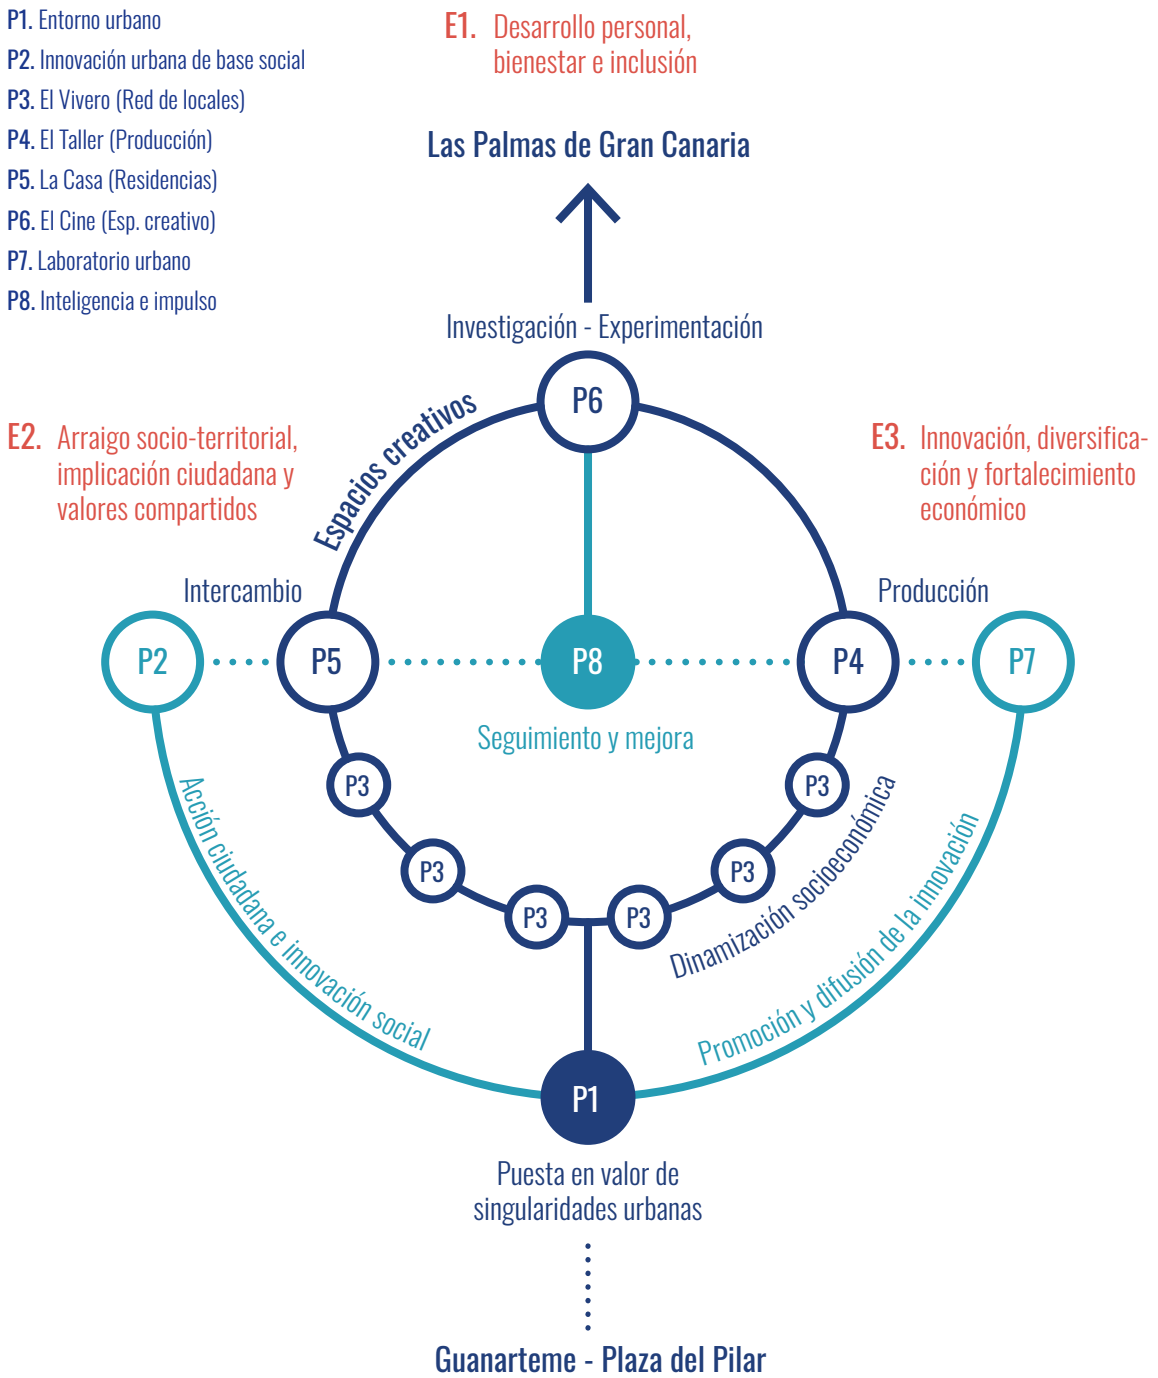 P1. Entorno urbano
P2. Innovación urbana de base social
P3. El Vivero (Red de locales)
P4. El Taller (Producción)
P5. La Casa (Residencias)
P6. El Cine (Esp. creativo)
P7. Laboratorio urbano
P8. Inteligencia e impulso
E1. Desarrollo personal,
bienestar e inclusión
Las Palmas de Gran Canaria
Investigación - Experimentación
P6
Espacios creativos
E2. Arraigo socio-territorial,
implicación ciudadana y
valores compartidos
E3. Innovación, diversifica-
ción y fortalecimiento
económico
Intercambio
Producción
P2
P5
P8
P4
P7
Seguimiento y mejora
P3
P3
P3
P3
P3
P3
Acción ciudadana e innovación social
Dinamización socioeconómica
Promoción y difusión de la innovación
P1
Puesta en valor de
singularidades urbanas
Guanarteme - Plaza del Pilar